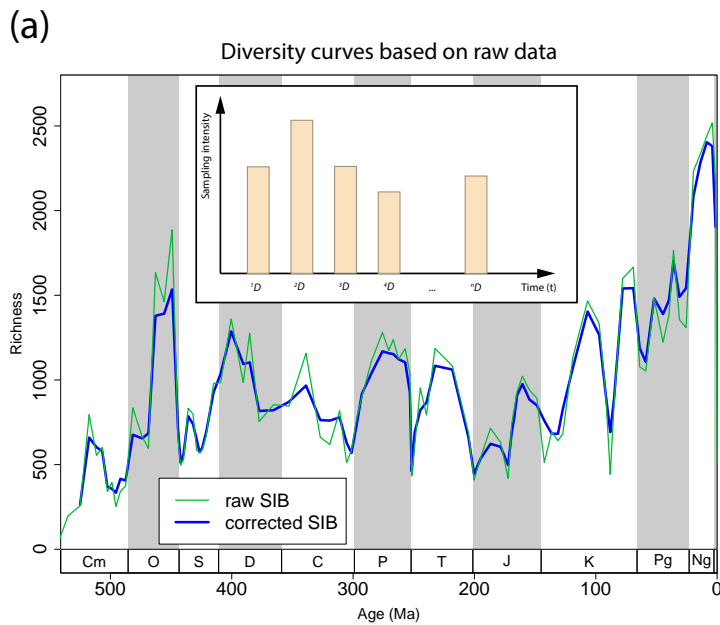 (a)
Diversity curves based on raw data
Richness
2500
2000
1500
1000
500
0
Sampling intensity
¹D ²D ³D ⁴D ... ⁿD Time (t)
raw SIB
corrected SIB
Cm O S D C P T J K Pg Ng
500 400 300 200 100 0
Age (Ma)